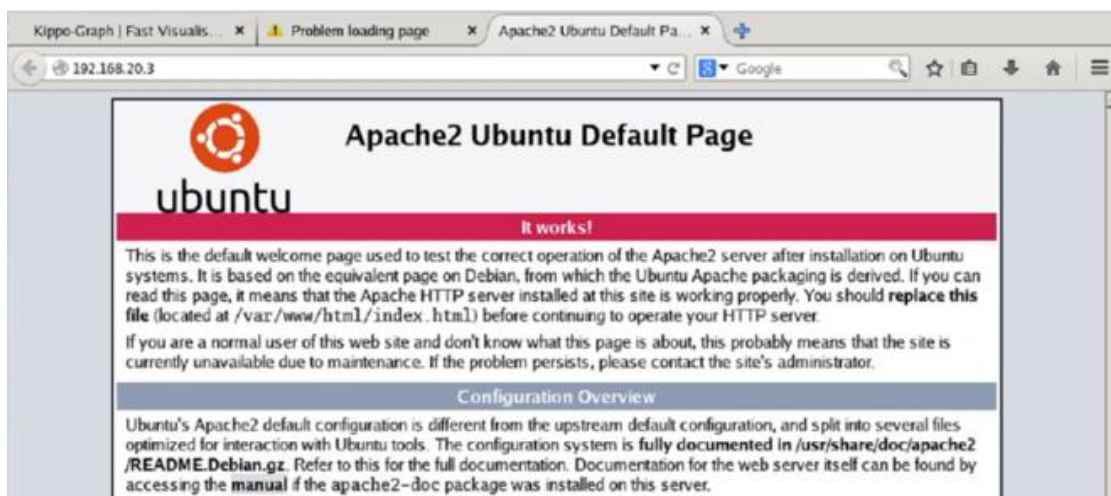 Kippo-Graph | Fast Visualis... Problem loading page Apache2 Ubuntu Default Pa...
192.168.20.3 Google
ubuntu
Apache2 Ubuntu Default Page
It works!
This is the default welcome page used to test the correct operation of the Apache2 server after installation on Ubuntu
systems. It is based on the equivalent page on Debian, from which the Ubuntu Apache packaging is derived. If you can
read this page, it means that the Apache HTTP server installed at this site is working properly. You should replace this
file (located at /var/www/html/index.html) before continuing to operate your HTTP server.
If you are a normal user of this web site and don't know what this page is about, this probably means that the site is
currently unavailable due to maintenance. If the problem persists, please contact the site's administrator.
Configuration Overview
Ubuntu's Apache2 default configuration is different from the upstream default configuration, and split into several files
optimized for interaction with Ubuntu tools. The configuration system is fully documented in /usr/share/doc/apache2
/README.Debian.gz. Refer to this for the full documentation. Documentation for the web server itself can be found by
accessing the manual if the apache2-doc package was installed on this server.